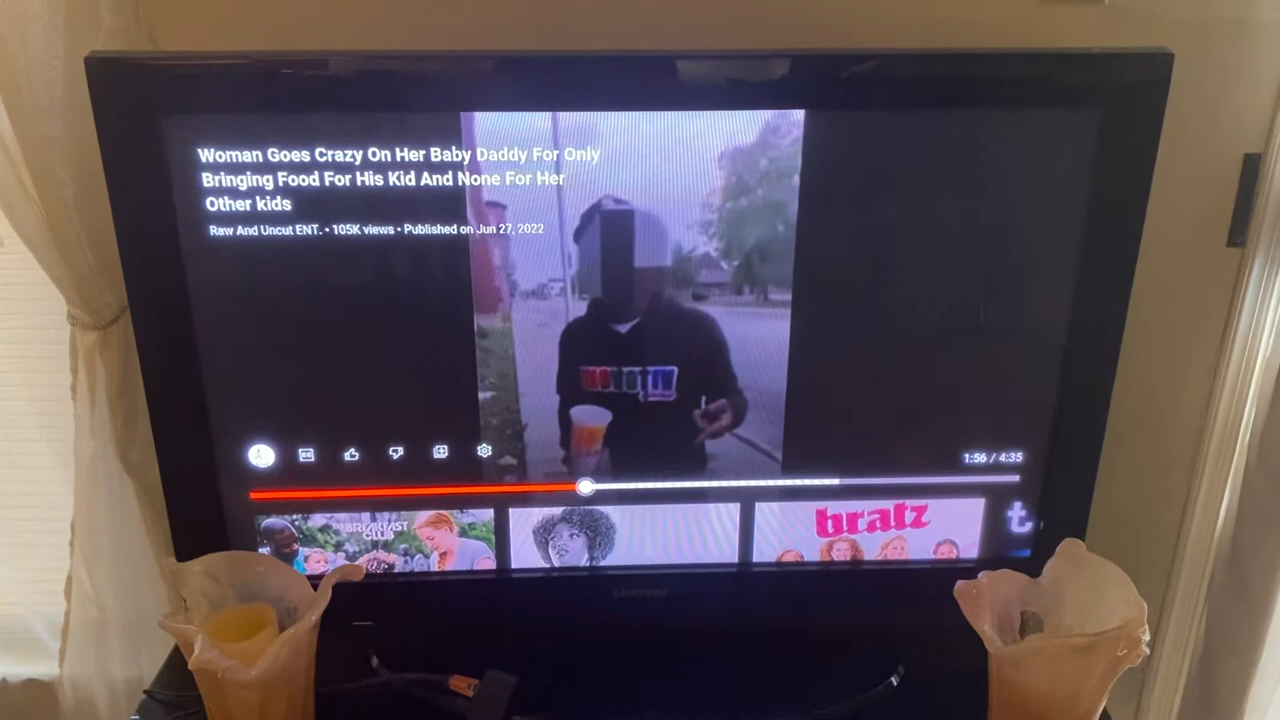 Woman Goes Crazy On Her Baby Daddy For Only
Bringing Food For His Kid And None For Her
Other kids
Raw And Uncut ENT. • 105K views • Published on Jun 27, 2022
CC
1:56 / 4:35
THE BREAKFAST
CLUB
bratz
t
SAMSUNG